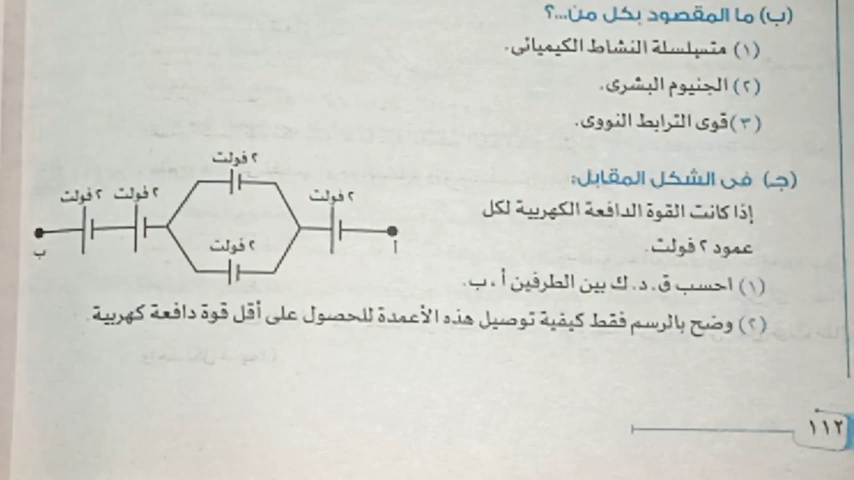 (ب) ما المقصود بكل من...؟
(١) متسلسلة النشاط الكيميائى.
(٢) الجنيوم البشرى.
(٣) قوى الترابط النووى.
(جـ) فى الشكل المقابل:
إذا كانت القوة الدافعة الكهربية لكل
عمود ٢ فولت.
(١) احسب ق. د. ك بين الطرفين أ ، ب.
(٢) وضح بالرسم فقط كيفية توصيل هذه الأعمدة للحصول على أقل قوة دافعة كهربية.
٢ فولت
٢ فولت
٢ فولت
٢ فولت
٢ فولت
أ
ب
١١٢